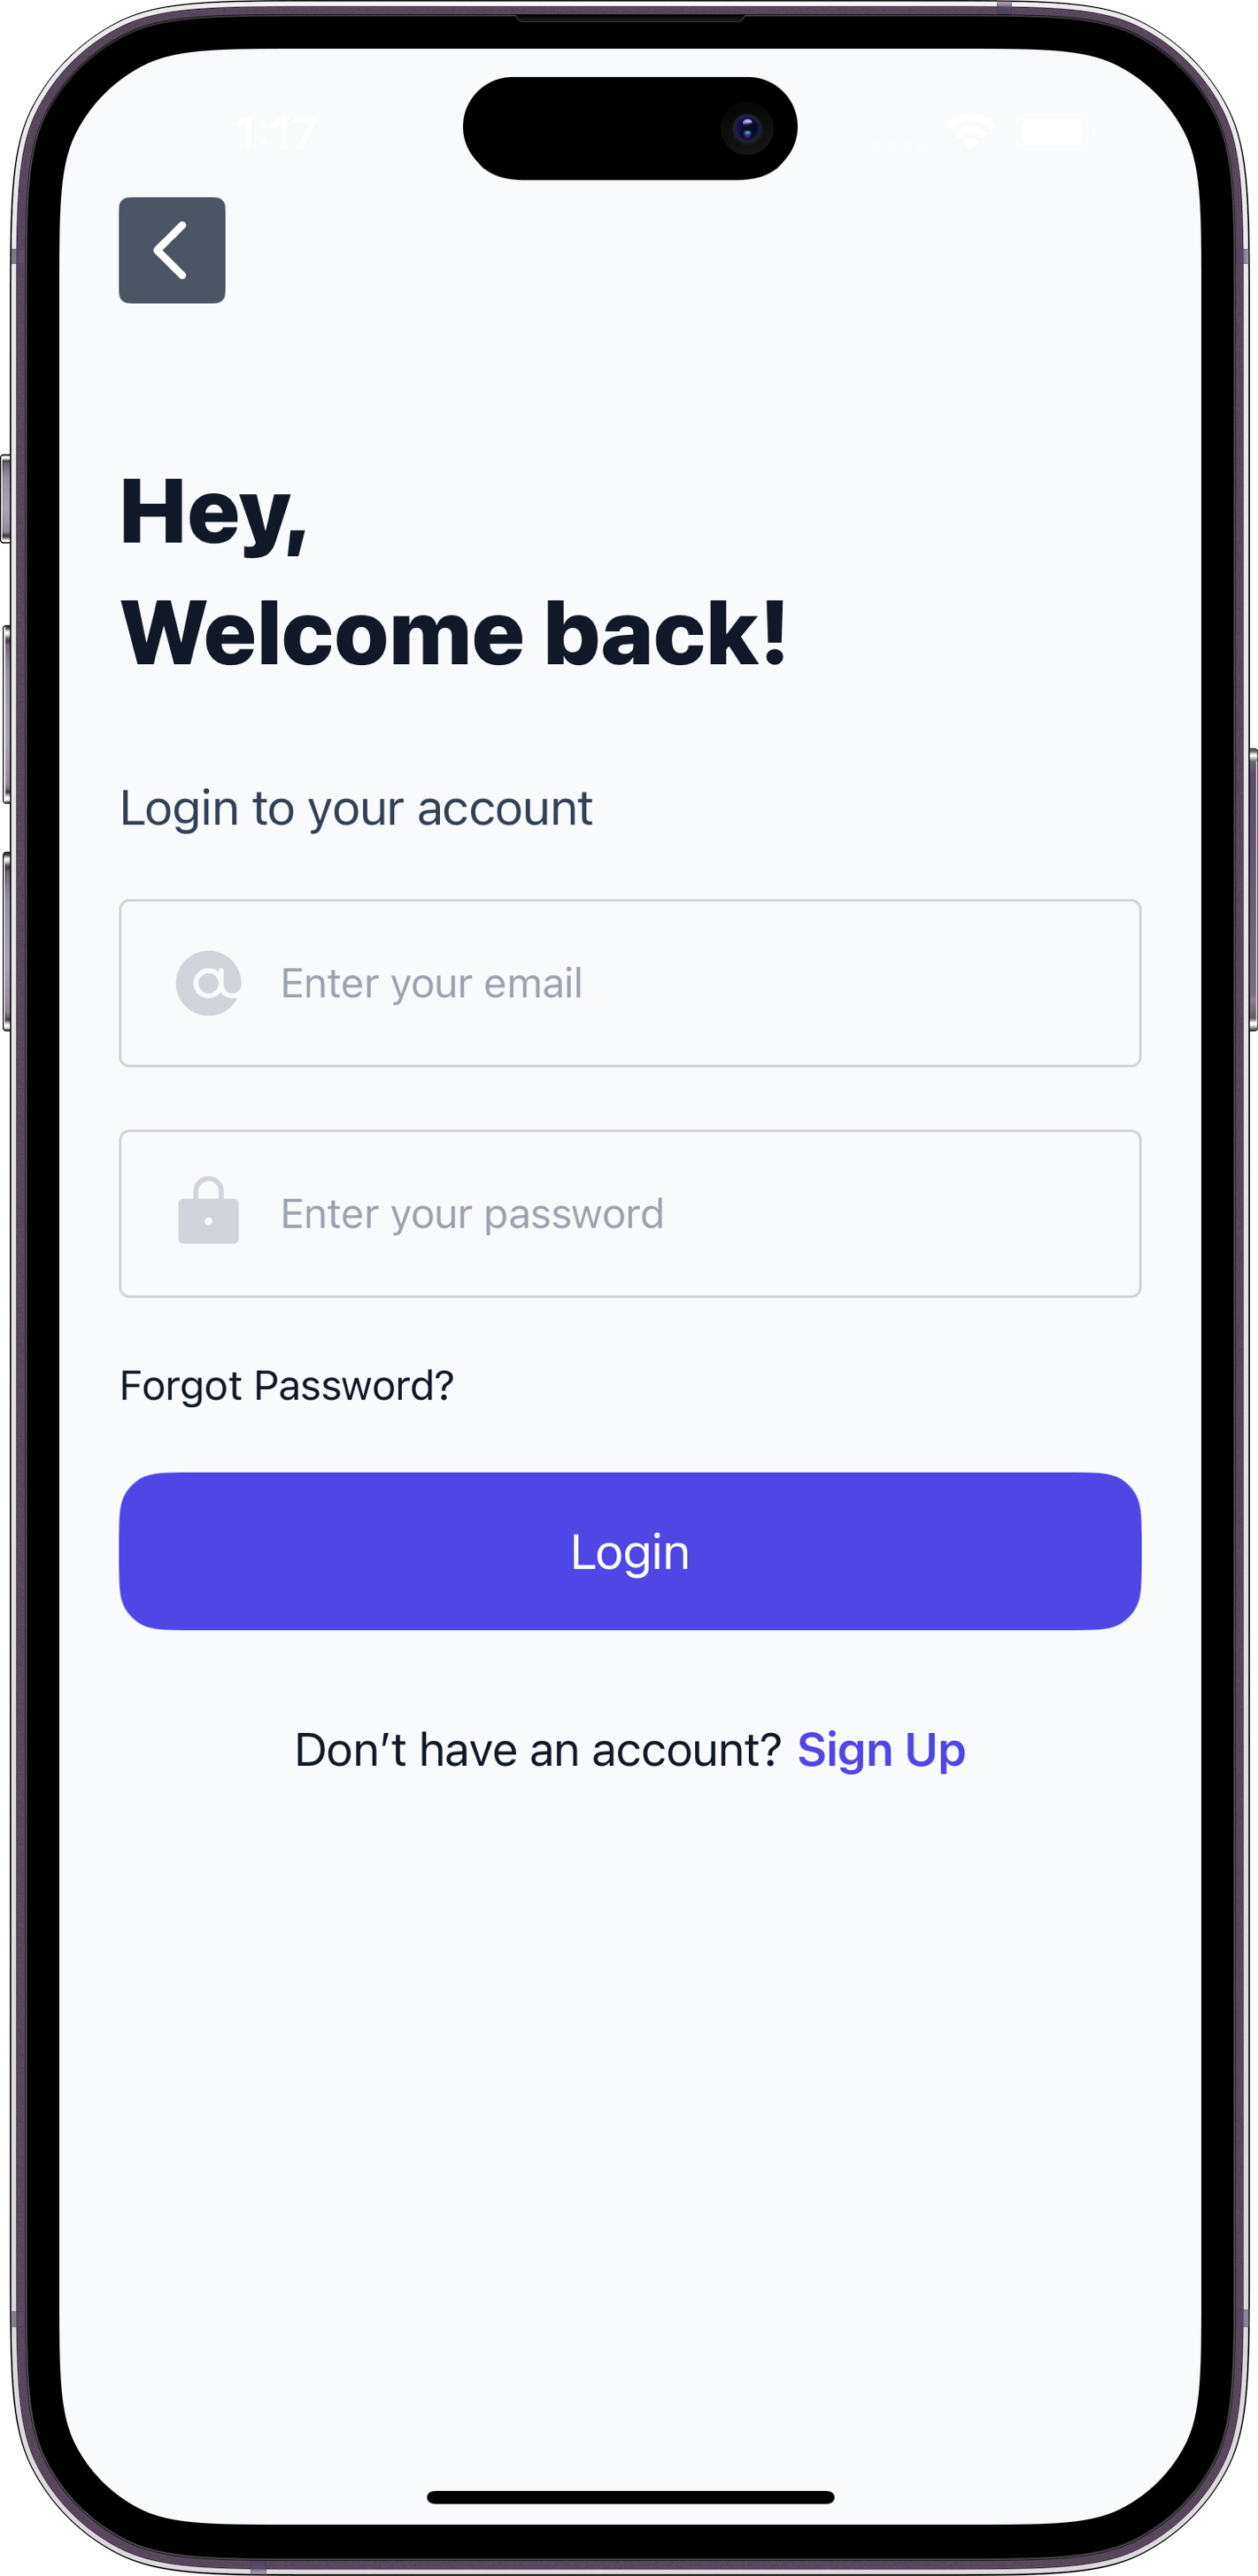 1:17
Hey,
Welcome back!
Login to your account
Enter your email
Enter your password
Forgot Password?
Login
Don’t have an account? Sign Up